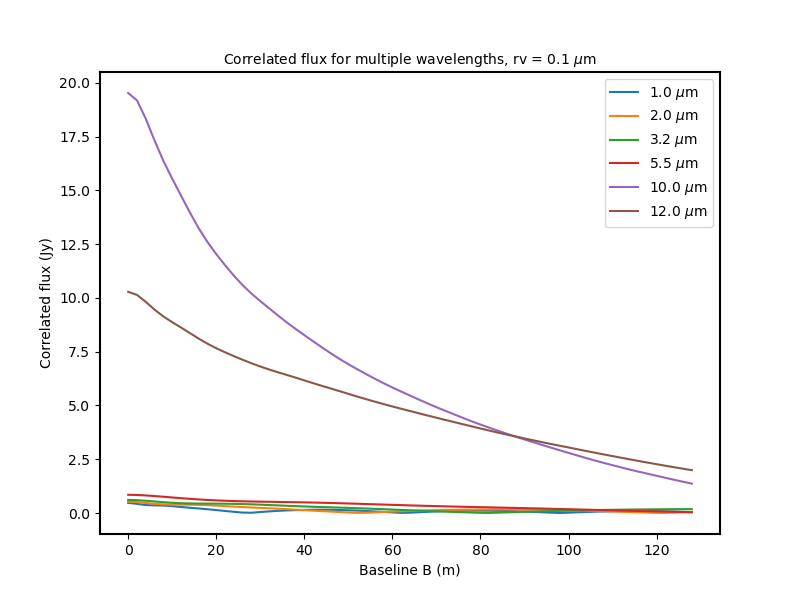 Correlated flux for multiple wavelengths, rv = 0.1 μm
20.0
17.5
15.0
12.5
10.0
7.5
5.0
2.5
0.0
Correlated flux (Jy)
1.0 μm
2.0 μm
3.2 μm
5.5 μm
10.0 μm
12.0 μm
0 20 40 60 80 100 120
Baseline B (m)